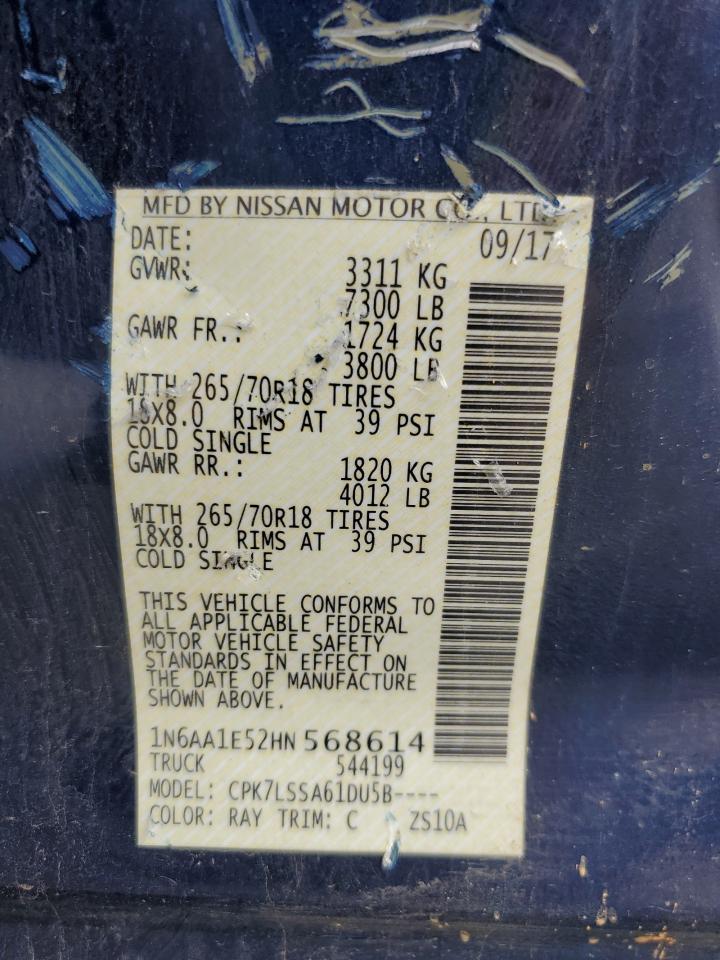 MFD BY NISSAN MOTOR CO., LTD.
DATE: 09/17
GVWR: 3311 KG
7300 LB
GAWR FR.: 1724 KG
3800 LB
WITH 265/70R18 TIRES
18X8.0 RIMS AT 39 PSI
COLD SINGLE
GAWR RR.: 1820 KG
4012 LB
WITH 265/70R18 TIRES
18X8.0 RIMS AT 39 PSI
COLD SINGLE
THIS VEHICLE CONFORMS TO
ALL APPLICABLE FEDERAL
MOTOR VEHICLE SAFETY
STANDARDS IN EFFECT ON
THE DATE OF MANUFACTURE
SHOWN ABOVE.
1N6AA1E52HN568614
TRUCK 544199
MODEL: CPK7LSSA61DU5B----
COLOR: RAY TRIM: C ZS10A